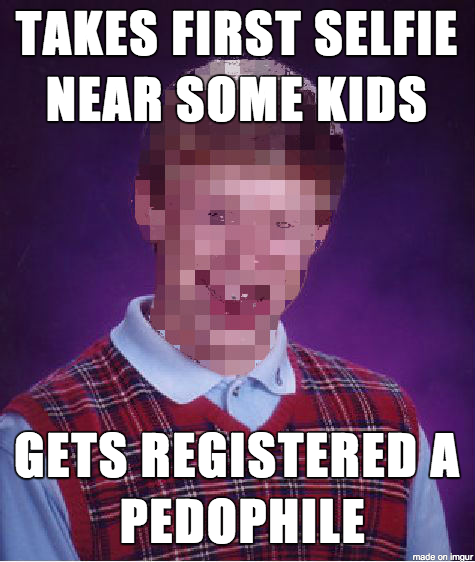 TAKES FIRST SELFIE
NEAR SOME KIDS
GETS REGISTERED A
PEDOPHILE
made on imgur